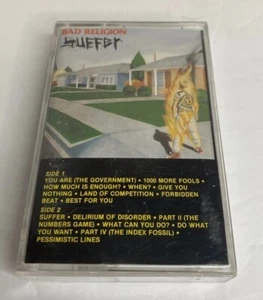 BAD RELIGION
SUFFER
SIDE 1
YOU ARE (THE GOVERNMENT) • 1000 MORE FOOLS •
HOW MUCH IS ENOUGH? • WHEN? • GIVE YOU
NOTHING • LAND OF COMPETITION • FORBIDDEN
BEAT • BEST FOR YOU
SIDE 2
SUFFER • DELIRIUM OF DISORDER • PART II (THE
NUMBERS GAME) • WHAT CAN YOU DO? • DO WHAT
YOU WANT • PART IV (THE INDEX FOSSIL) •
PESSIMISTIC LINES